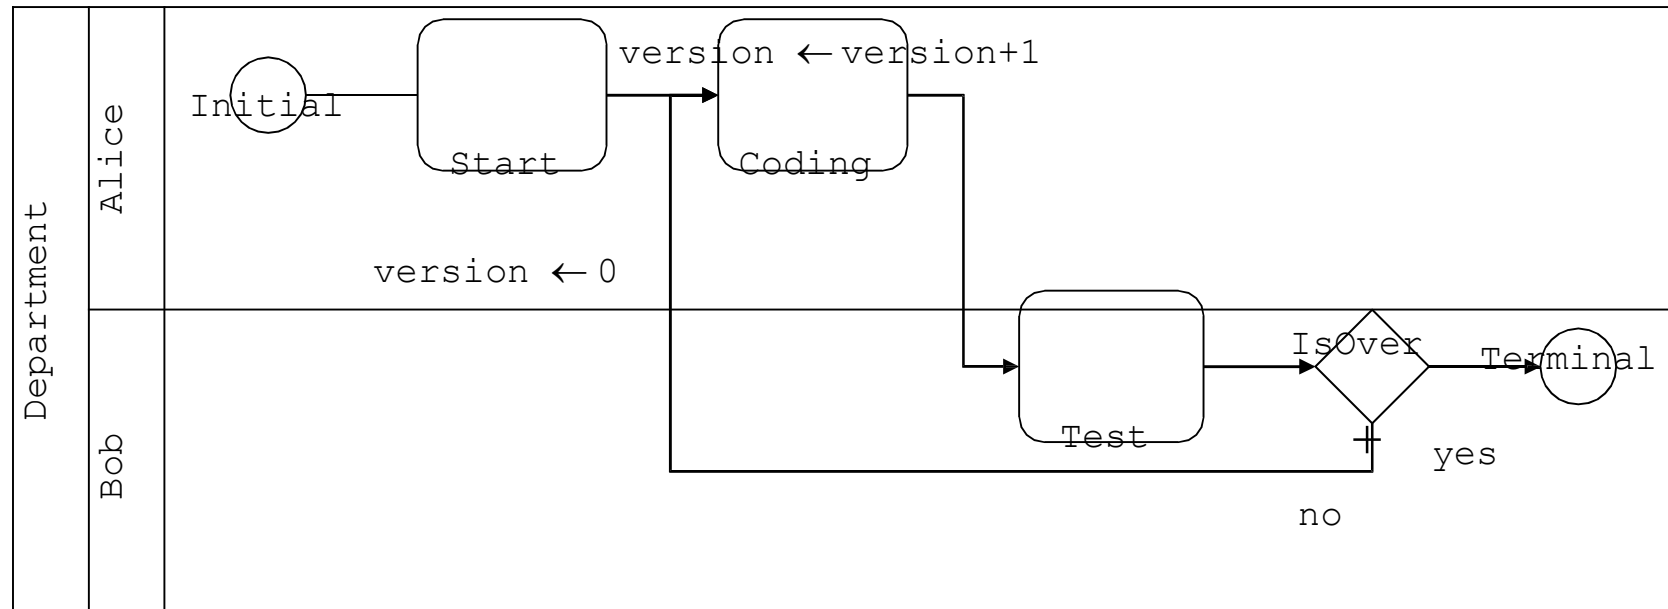 Department
Alice
Initial
Start
version ← version+1
Coding
version ← 0
Bob
Test
IsOver
Terminal
yes
no